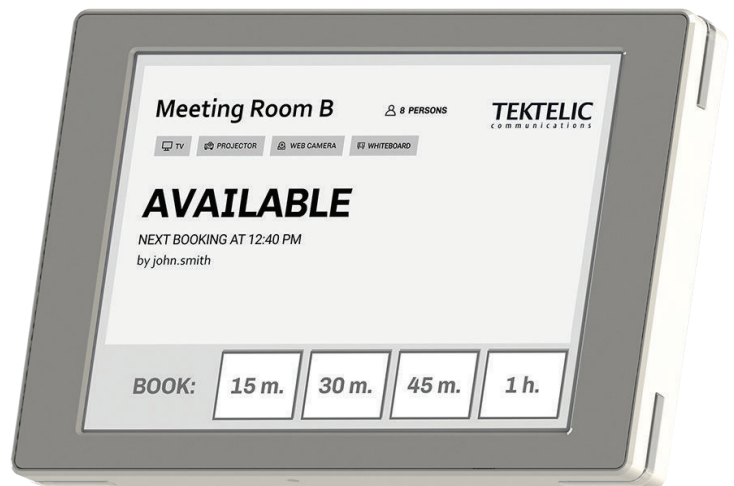 Meeting Room B
8 PERSONS
TEKTELIC
communications
TV PROJECTOR WEB CAMERA WHITEBOARD
AVAILABLE
NEXT BOOKING AT 12:40 PM
by john.smith
BOOK: 15 m. 30 m. 45 m. 1 h.